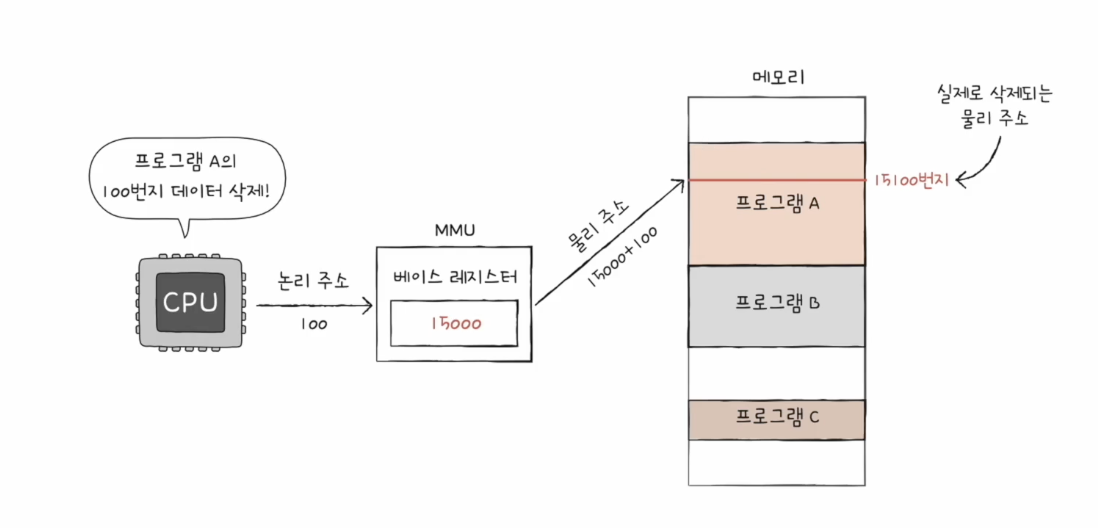 메모리
실제로 삭제되는
물리 주소
프로그램 A의
100번지 데이터 삭제!
15100번지
프로그램 A
물리 주소
15000+100
MMU
논리 주소
100
베이스 레지스터
15000
CPU
프로그램 B
프로그램 C